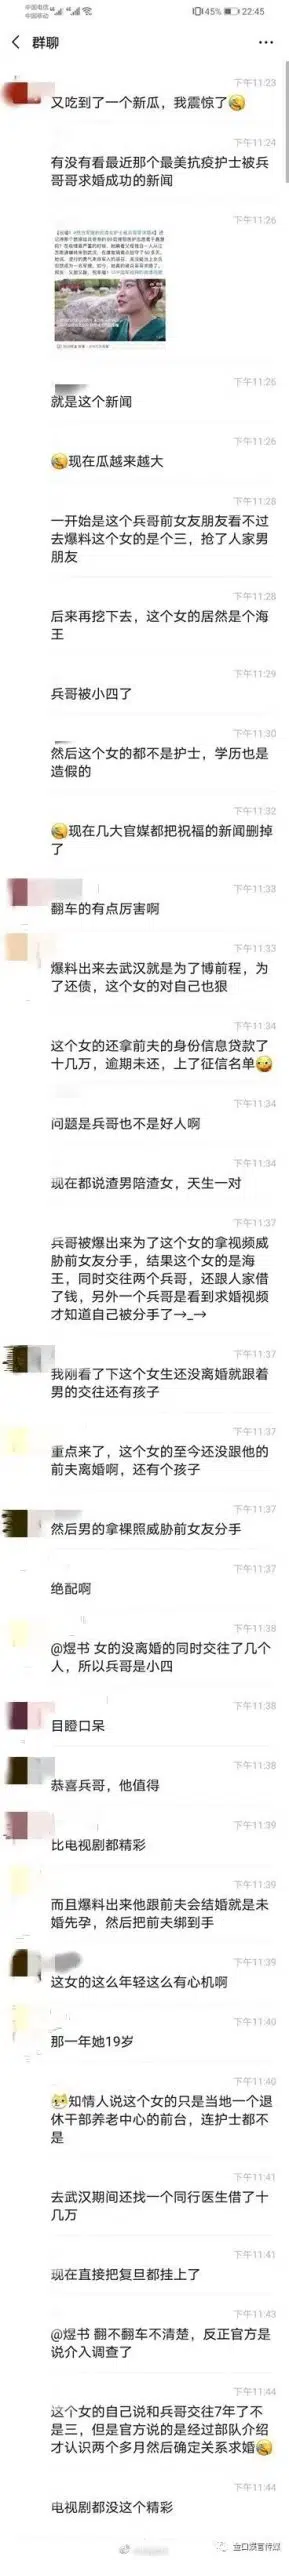 中国电信
中国移动
45% 22:45
群聊
下午11:23
又吃到了一个新瓜，我震惊了
下午11:24
有没有看最近那个最美抗疫护士被兵
哥哥求婚成功的新闻
下午11:26
下午11:26
就是这个新闻
下午11:26
现在瓜越来越大
下午11:28
一开始是这个兵哥前女友朋友看不过
去爆料这个女的是个三，抢了人家男
朋友
下午11:28
后来再挖下去，这个女的居然是个海
王
下午11:29
兵哥被小四了
下午11:30
然后这个女的都不是护士，学历也是
造假的
下午11:32
现在几大官媒都把祝福的新闻删掉
了
下午11:33
翻车的有点厉害啊
下午11:33
爆料出来去武汉就是为了博前程，为
了还债，这个女的对自己也狠
下午11:34
这个女的还拿前夫的身份信息贷款了
十几万，逾期未还，上了征信名单
下午11:34
问题是兵哥也不是好人啊
下午11:34
现在都说渣男陪渣女，天生一对
兵哥被爆出来为了这个女的拿视频威
胁前女友分手，结果这个女的是海
王，同时交往两个兵哥，还跟人家借
了钱，另外一个兵哥是看到求婚视频
才知道自己被分手了→_→
下午11:37
我刚看了下这个女生还没离婚就跟着
男的交往还有孩子
下午11:37
重点来了，这个女的至今还没跟他的
前夫离婚啊，还有个孩子
下午11:37
然后男的拿裸照威胁前女友分手
下午11:37
绝配啊
下午11:38
@煜书 女的没离婚的同时交往了几个
人，所以兵哥是小四
下午11:38
目瞪口呆
下午11:38
恭喜兵哥，他值得
下午11:39
比电视剧都精彩
下午11:39
而且爆料出来他跟前夫会结婚就是未
婚先孕，然后把前夫绑到手
下午11:39
这女的这么年轻这么有心机啊
下午11:40
那一年她19岁
下午11:40
知情人说这个女的只是当地一个退
休干部养老中心的前台，连护士都不
是
下午11:41
去武汉期间还找一个同行医生借了十
几万
下午11:41
现在直接把复旦都挂上了
下午11:43
@煜书 翻不翻车不清楚，反正官方是
说介入调查了
下午11:44
这个女的自己说和兵哥交往7年了不
是三，但是官方说的是经过部队介绍
才认识两个多月然后确定关系求婚
下午11:44
电视剧都没这个精彩